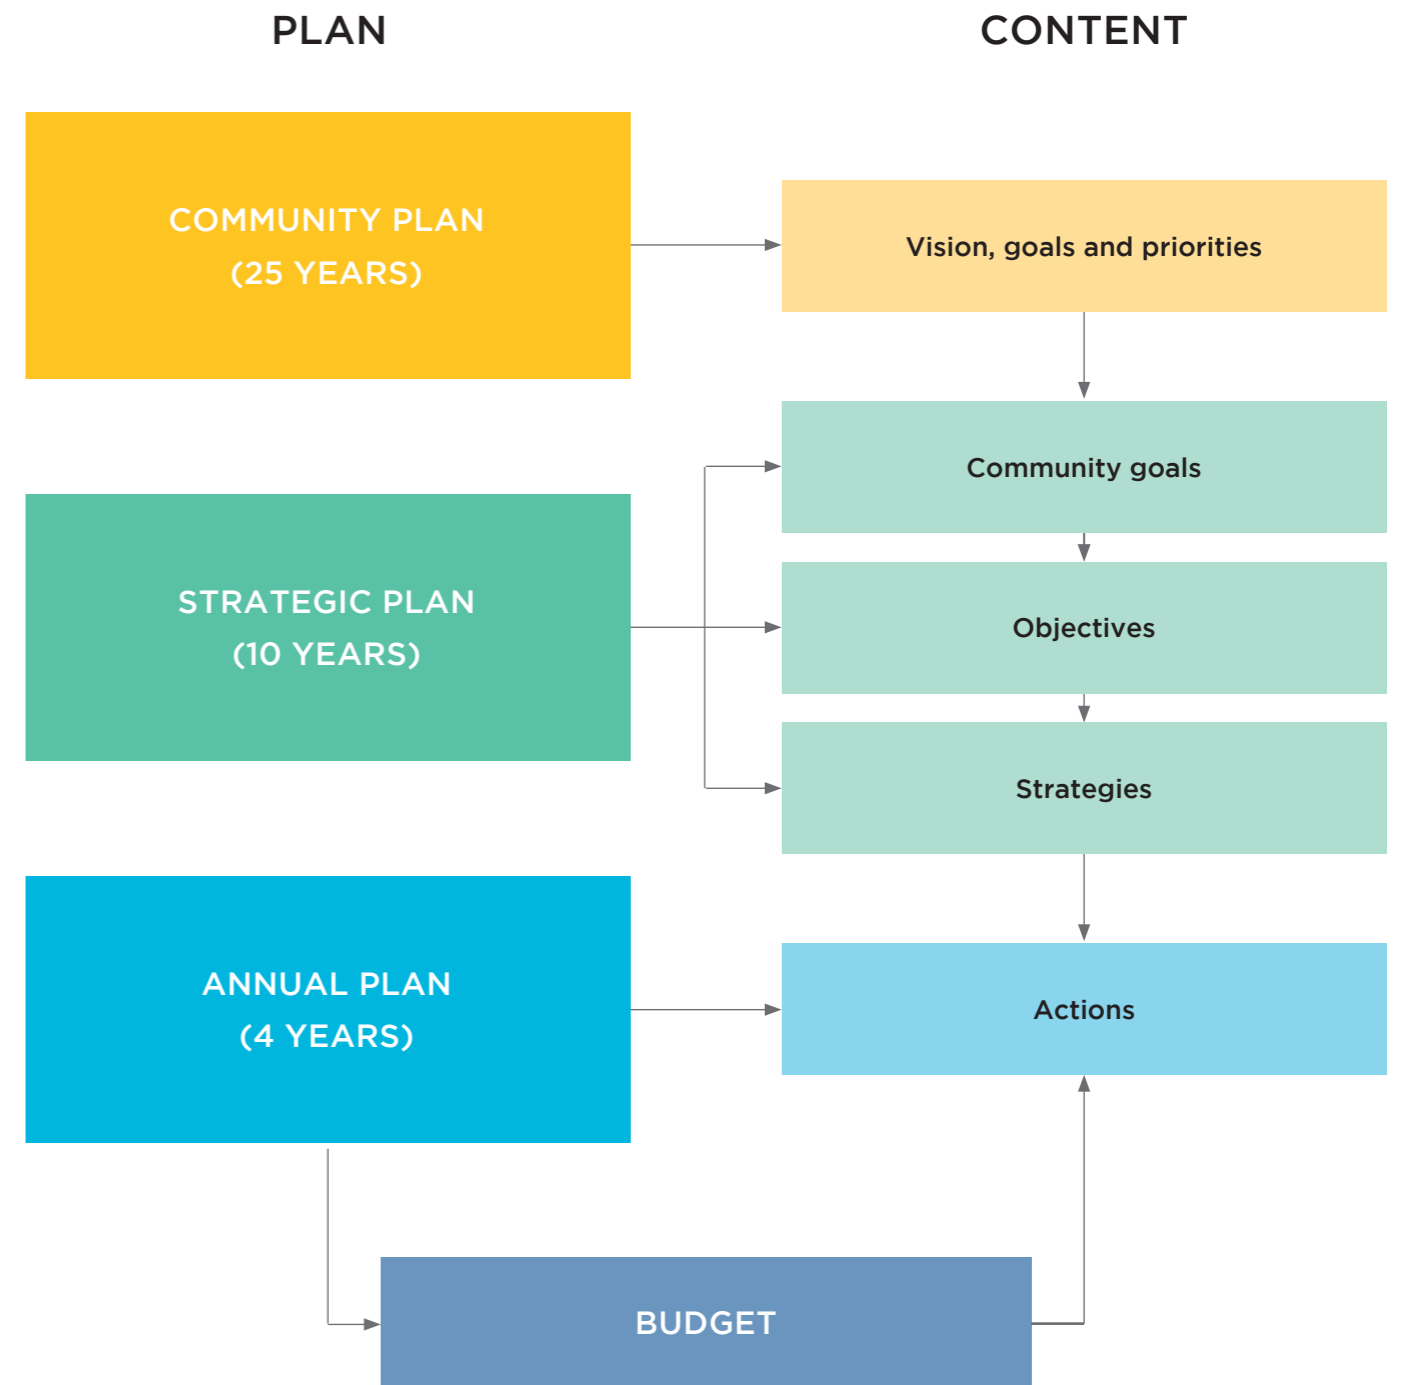 PLAN
CONTENT
COMMUNITY PLAN
(25 YEARS)
Vision, goals and priorities
Community goals
STRATEGIC PLAN
(10 YEARS)
Objectives
Strategies
ANNUAL PLAN
(4 YEARS)
Actions
BUDGET